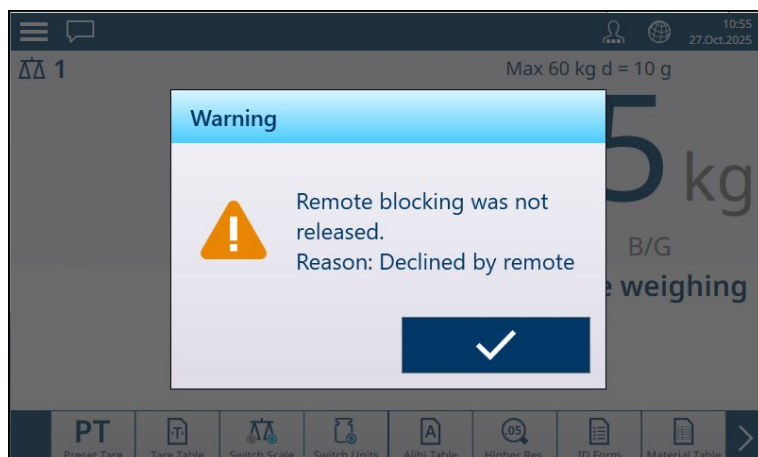 10:55
27.Oct.2025
1
Max 60 kg d = 10 g
Warning
5 kg
Remote blocking was not
released.
Reason: Declined by remote
B/G
weighing
PT
Preset Tare
T
Tare Table
Switch Scale
Switch Units
A
Alibi Table
.05
Higher Res.
ID Form
Material Table